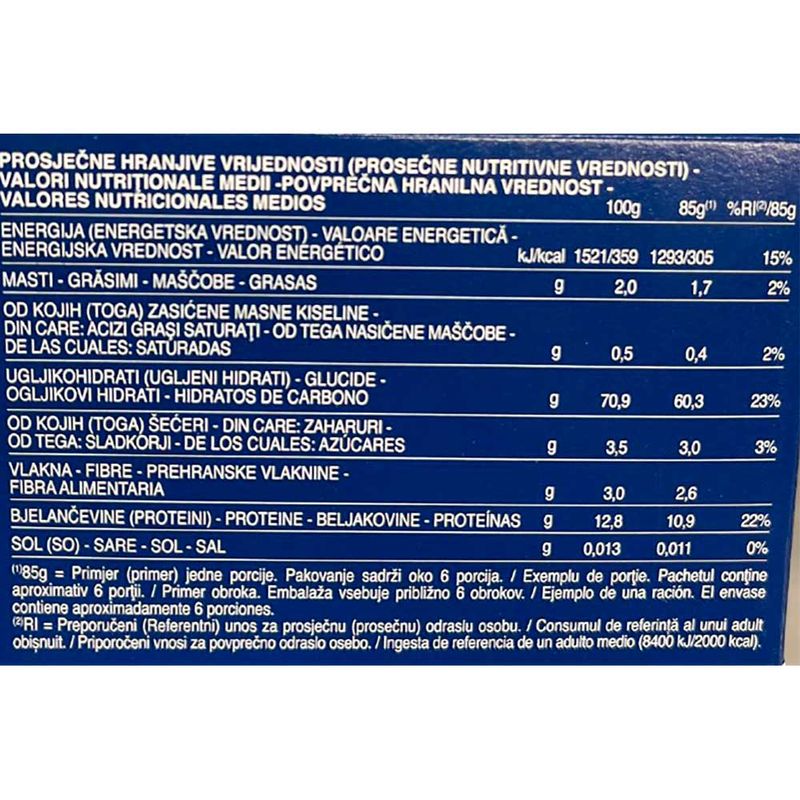 PROSJEČNE HRANJIVE VRIJEDNOSTI (PROSEČNE NUTRITIVNE VREDNOSTI) -
VALORI NUTRIȚIONALE MEDII -POVPREČNA HRANILNA VREDNOST -
VALORES NUTRICIONALES MEDIOS 100g 85g⁽¹⁾ %RI⁽²⁾/85g
ENERGIJA (ENERGETSKA VREDNOST) - VALOARE ENERGETICĂ -
ENERGIJSKA VREDNOST - VALOR ENERGÉTICO kJ/kcal 1521/359 1293/305 15%
MASTI - GRĂSIMI - MAŠČOBE - GRASAS g 2,0 1,7 2%
OD KOJIH (TOGA) ZASIĆENE MASNE KISELINE -
DIN CARE: ACIZI GRAȘI SATURAȚI - OD TEGA NASIČENE MAŠČOBE -
DE LAS CUALES: SATURADAS g 0,5 0,4 2%
UGLJIKOHIDRATI (UGLJENI HIDRATI) - GLUCIDE -
OGLJIKOVI HIDRATI - HIDRATOS DE CARBONO g 70,9 60,3 23%
OD KOJIH (TOGA) ŠEĆERI - DIN CARE: ZAHARURI -
OD TEGA: SLADKORJI - DE LOS CUALES: AZÚCARES g 3,5 3,0 3%
VLAKNA - FIBRE - PREHRANSKE VLAKNINE -
FIBRA ALIMENTARIA g 3,0 2,6
BJELANČEVINE (PROTEINI) - PROTEINE - BELJAKOVINE - PROTEÍNAS g 12,8 10,9 22%
SOL (SO) - SARE - SOL - SAL g 0,013 0,011 0%
⁽¹⁾85g = Primjer (primer) jedne porcije. Pakovanje sadrži oko 6 porcija. / Exemplu de porție. Pachetul conține
aproximativ 6 porții. / Primer obroka. Embalaža vsebuje približno 6 obrokov. / Ejemplo de una ración. El envase
contiene aproximadamente 6 porciones.
⁽²⁾RI = Preporučeni (Referentni) unos za prosječnu (prosečnu) odraslu osobu. / Consumul de referință al unui adult
obișnuit. / Priporočeni vnosi za povprečno odraslo osebo. / Ingesta de referencia de un adulto medio (8400 kJ/2000 kcal).